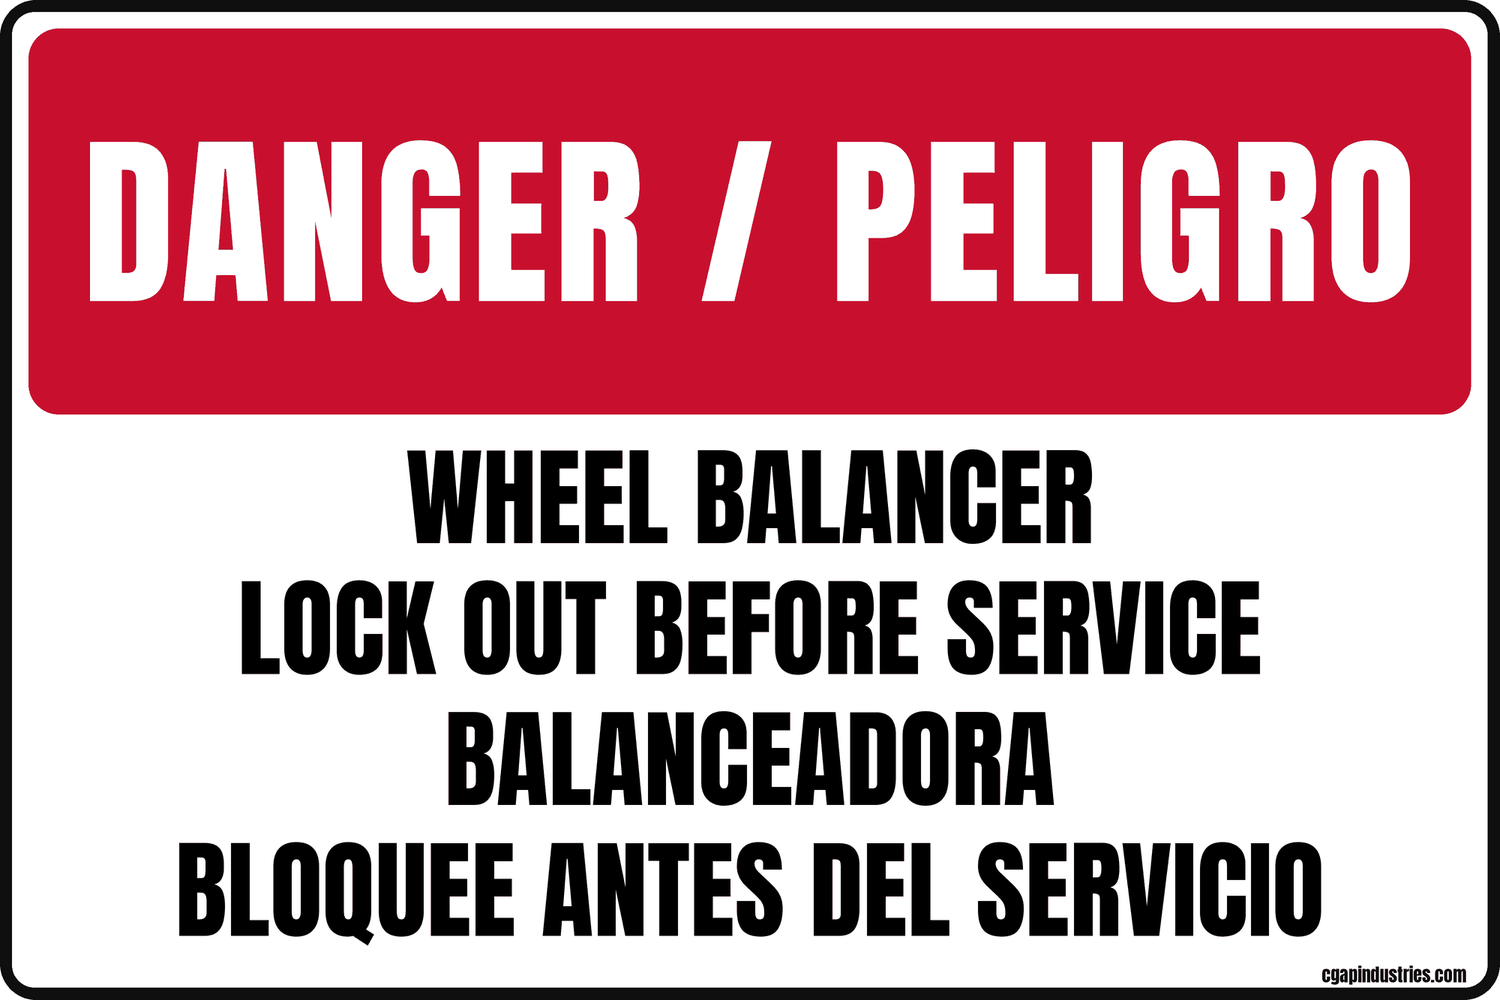 DANGER / PELIGRO
WHEEL BALANCER
LOCK OUT BEFORE SERVICE
BALANCEADORA
BLOQUEE ANTES DEL SERVICIO
cgapindustries.com